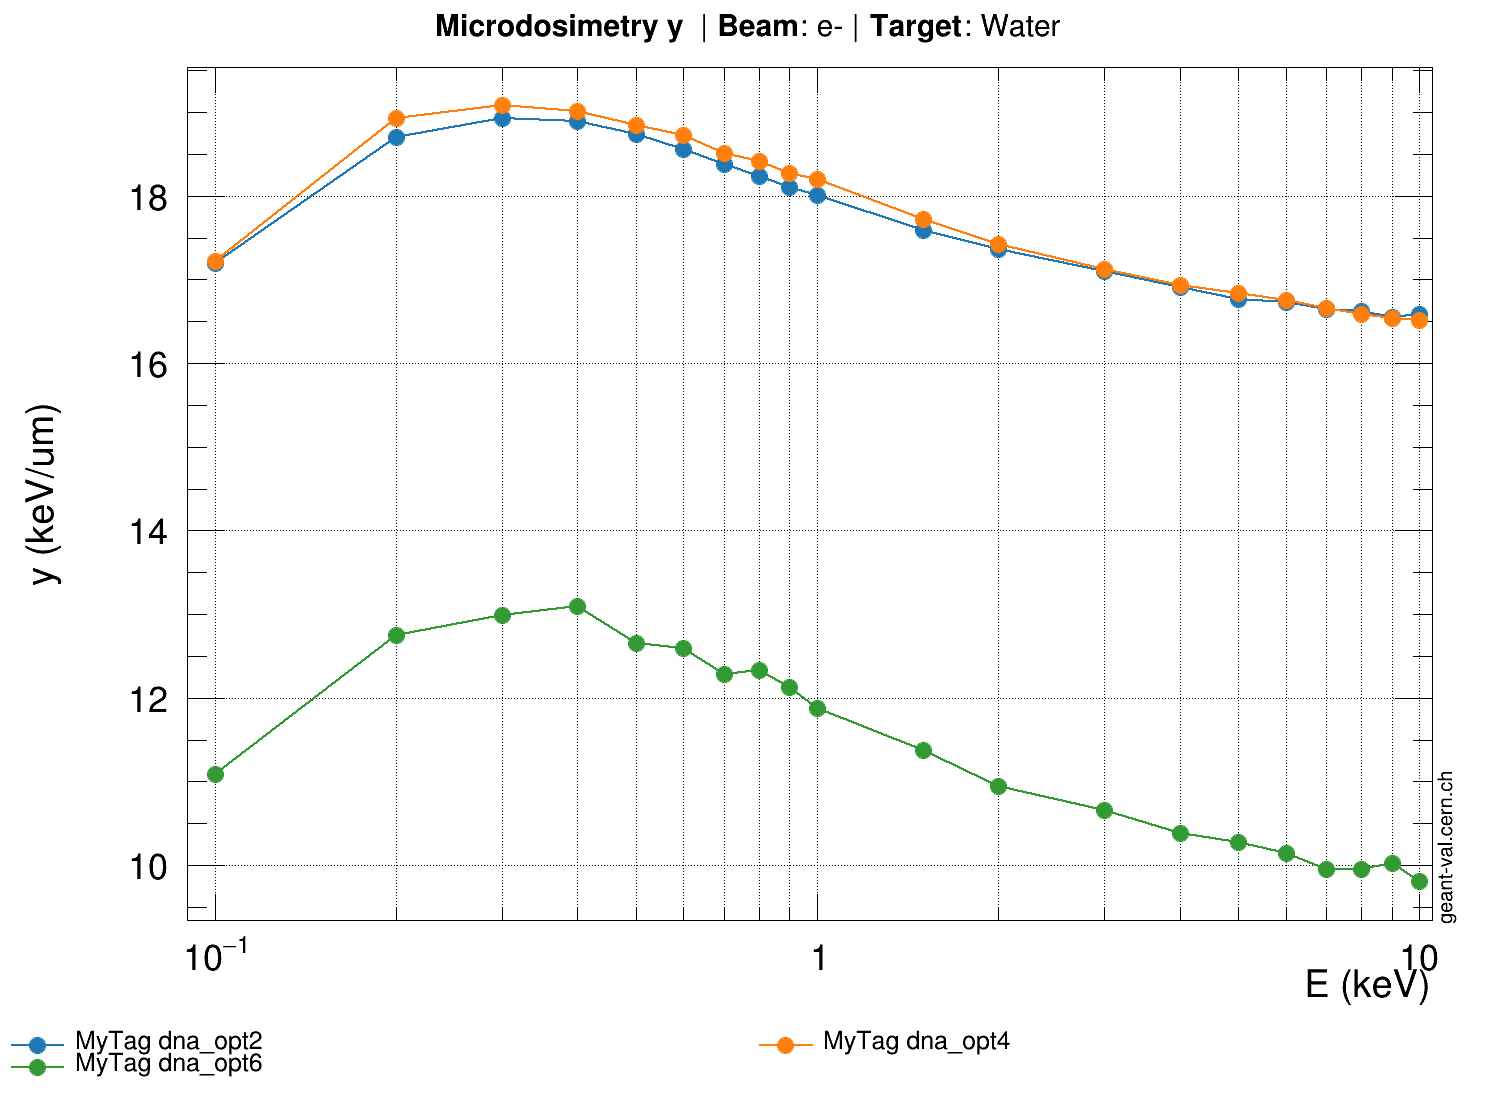 Microdosimetry y | Beam: e- | Target: Water
y (keV/um)
18
16
14
12
10
10⁻¹
1
10
E (keV)
geant-val.cern.ch
MyTag dna_opt2
MyTag dna_opt4
MyTag dna_opt6